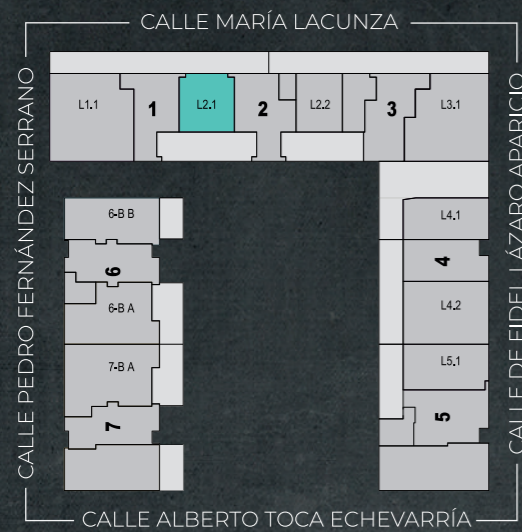 CALLE MARÍA LACUNZA
CALLE PEDRO FERNÁNDEZ SERRANO
CALLE DE FIDEL LÁZARO APARICIO
L1.1
1
L2.1
2
L2.2
3
L3.1
6-B B
6
6-B A
7-B A
7
L4.1
4
L4.2
L5.1
5
CALLE ALBERTO TOCA ECHEVARRÍA